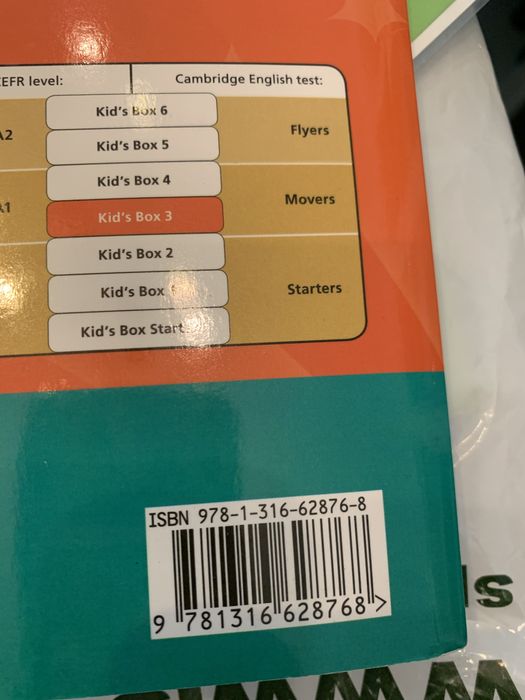 EFR level:
Cambridge English test:
Kid's Box 6
A2
Flyers
Kid's Box 5
Kid's Box 4
A1
Movers
Kid's Box 3
Kid's Box 2
Kid's Box
Starters
Kid's Box Start
ISBN 978-1-316-62876-8
9 781316 628768 >